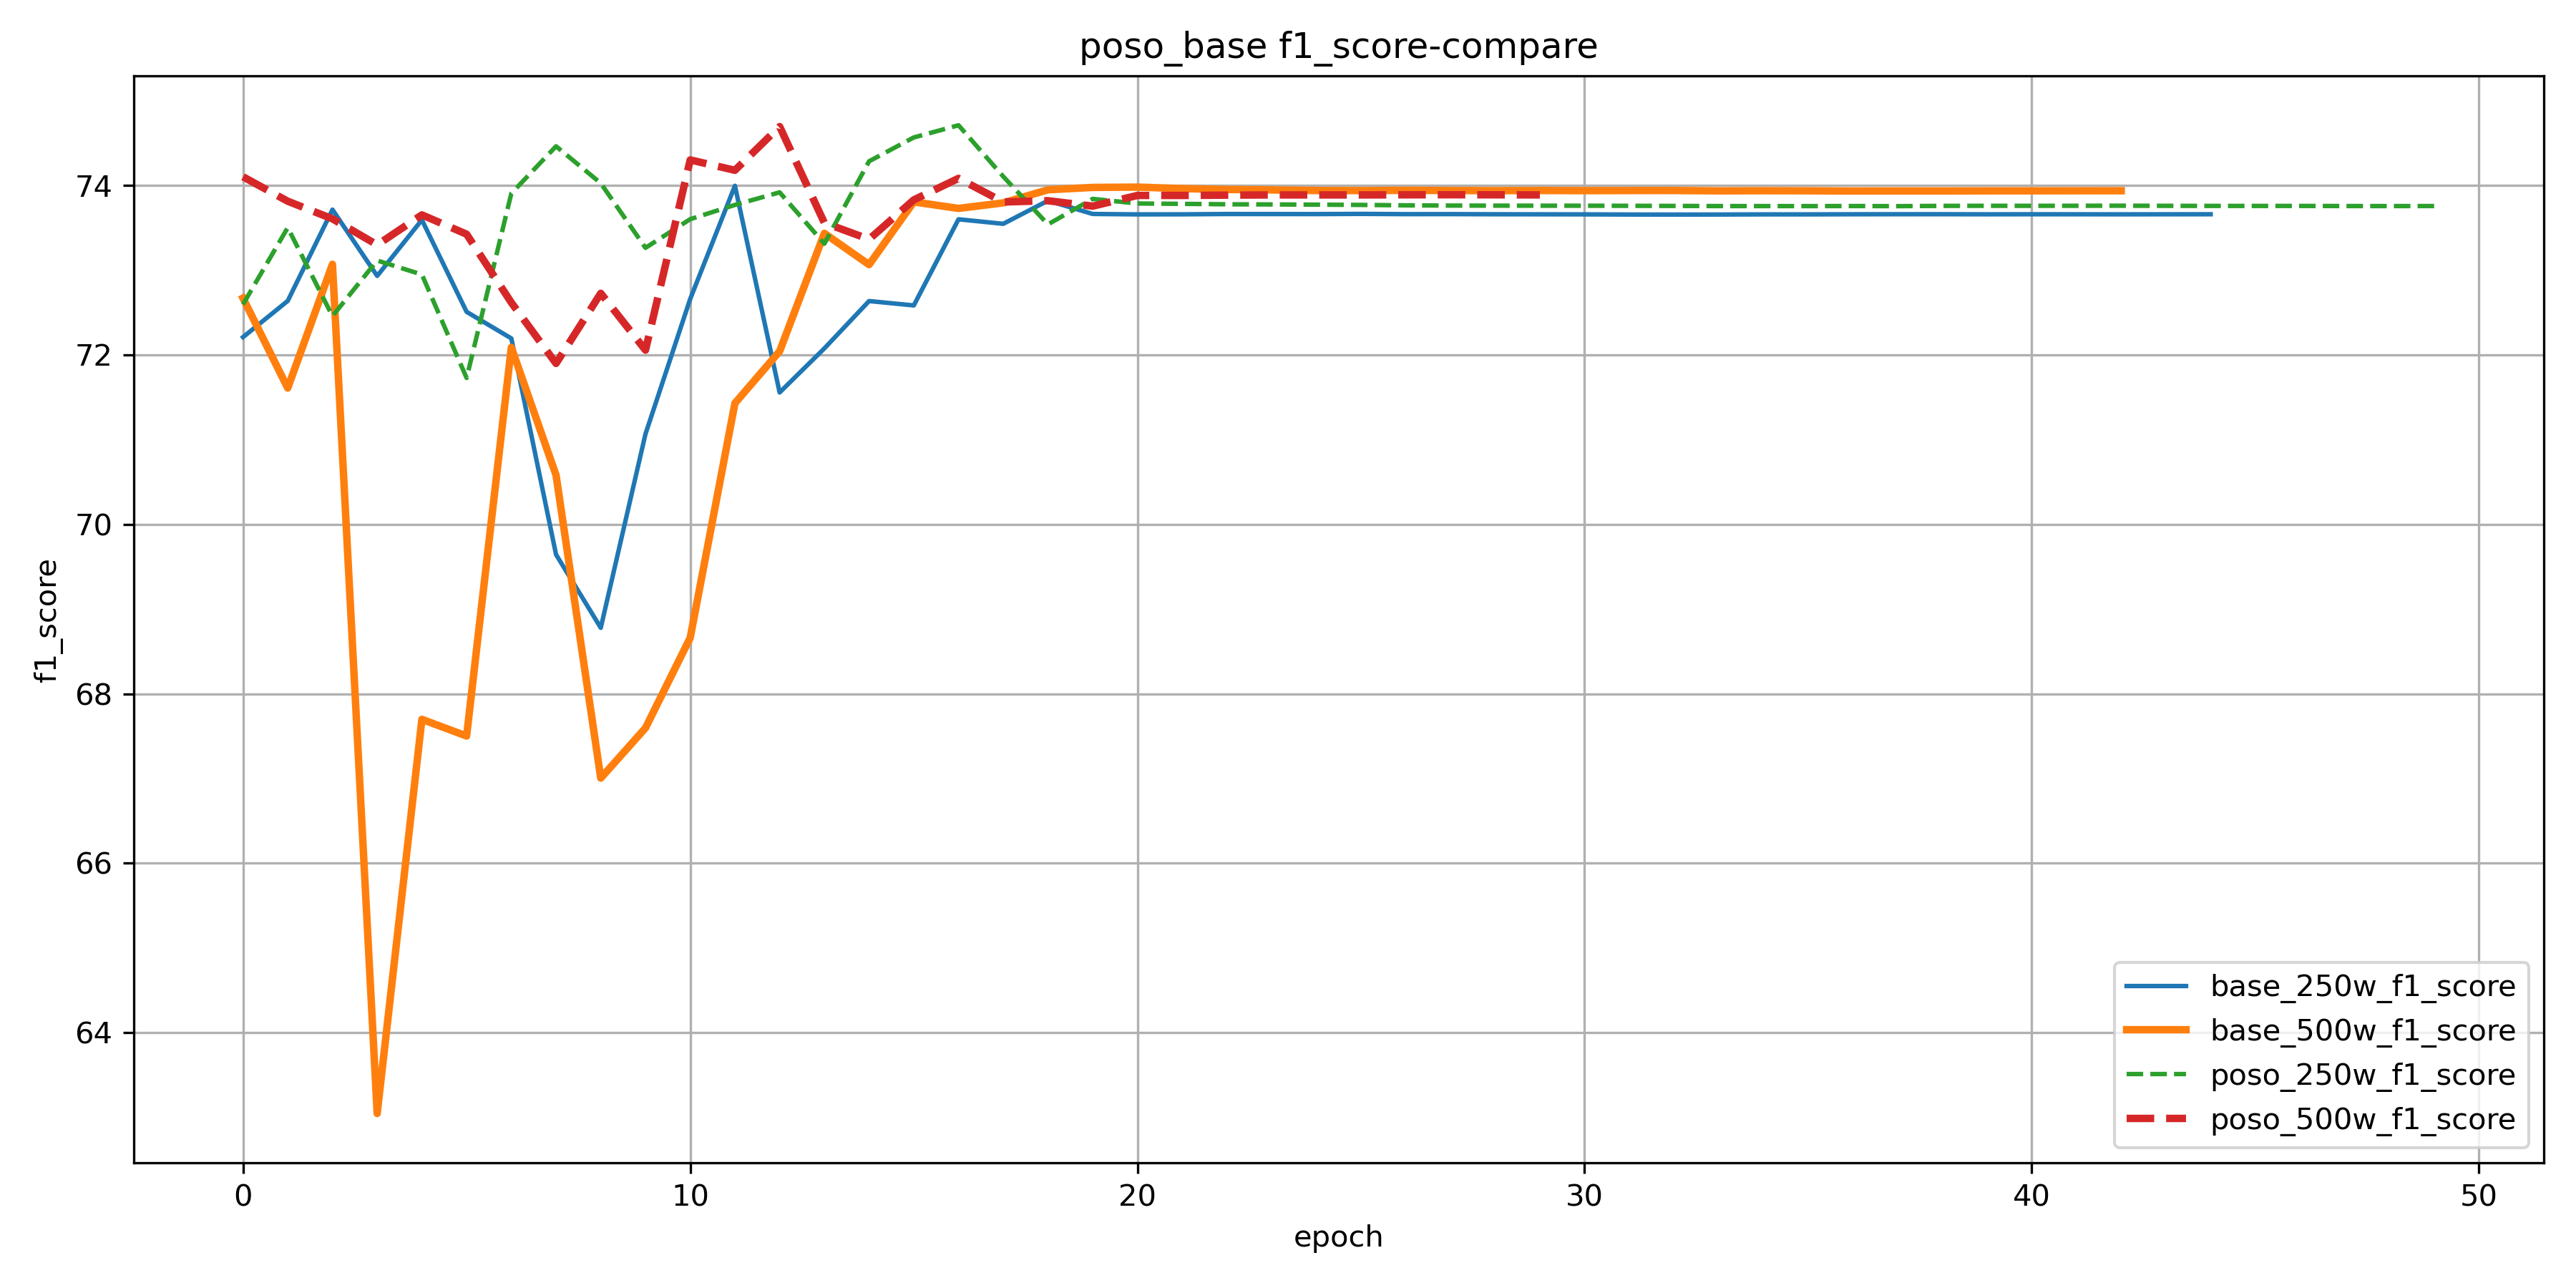 poso_base f1_score-compare
f1_score
74
72
70
68
66
64
0
10
20
30
40
50
epoch
base_250w_f1_score
base_500w_f1_score
poso_250w_f1_score
poso_500w_f1_score